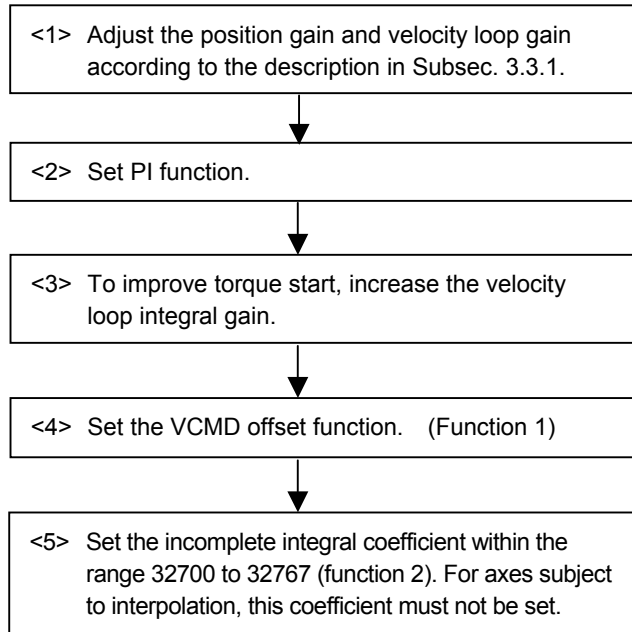 <1> Adjust the position gain and velocity loop gain
according to the description in Subsec. 3.3.1.
<2> Set PI function.
<3> To improve torque start, increase the velocity
loop integral gain.
<4> Set the VCMD offset function. (Function 1)
<5> Set the incomplete integral coefficient within the
range 32700 to 32767 (function 2). For axes subject
to interpolation, this coefficient must not be set.